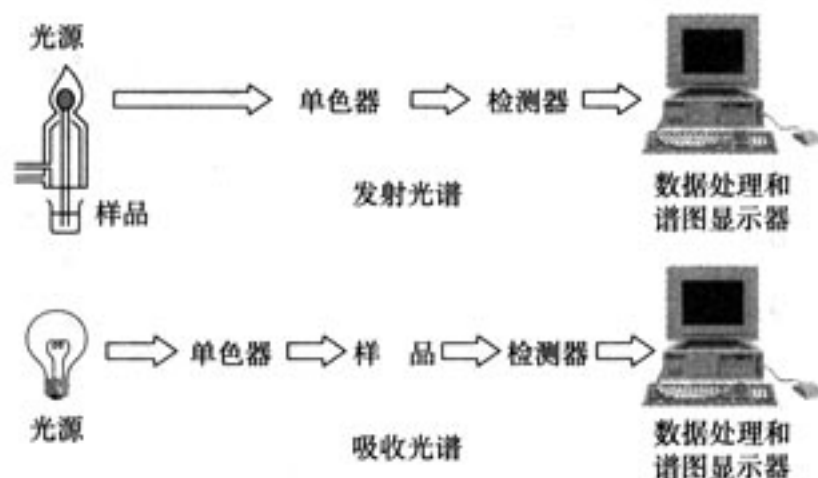 光源
单色器
检测器
样品
发射光谱
数据处理和
谱图显示器
单色器
样 品
检测器
光源
吸收光谱
数据处理和
谱图显示器